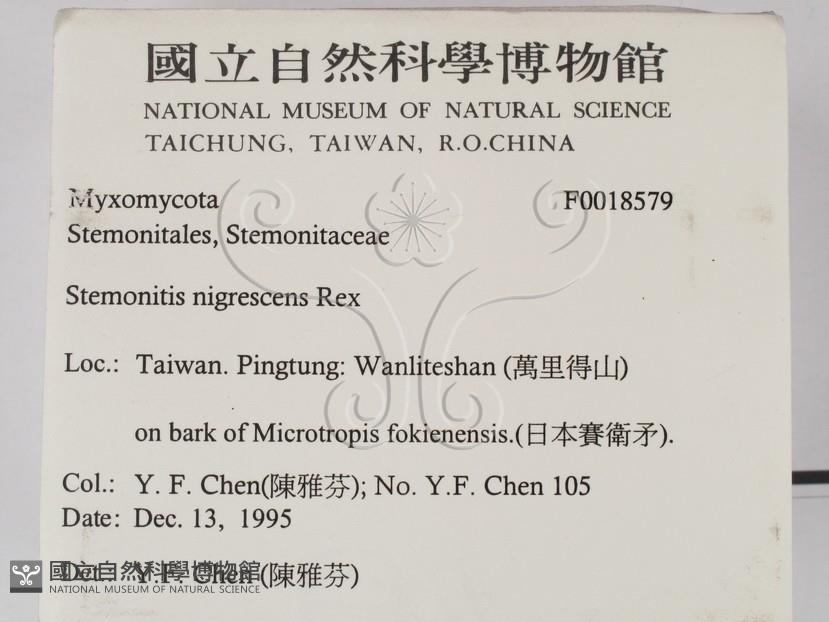 國立自然科學博物館
NATIONAL MUSEUM OF NATURAL SCIENCE
TAICHUNG, TAIWAN, R.O.CHINA
Myxomycota F0018579
Stemonitales, Stemonitaceae
Stemonitis nigrescens Rex
Loc.: Taiwan. Pingtung: Wanliteshan (萬里得山)
on bark of Microtropis fokienensis.(日本賽衛矛).
Col.: Y. F. Chen(陳雅芬); No. Y.F. Chen 105
Date: Dec. 13, 1995
Det.: Y.F. Chen (陳雅芬)
國立自然科學博物館
NATIONAL MUSEUM OF NATURAL SCIENCE